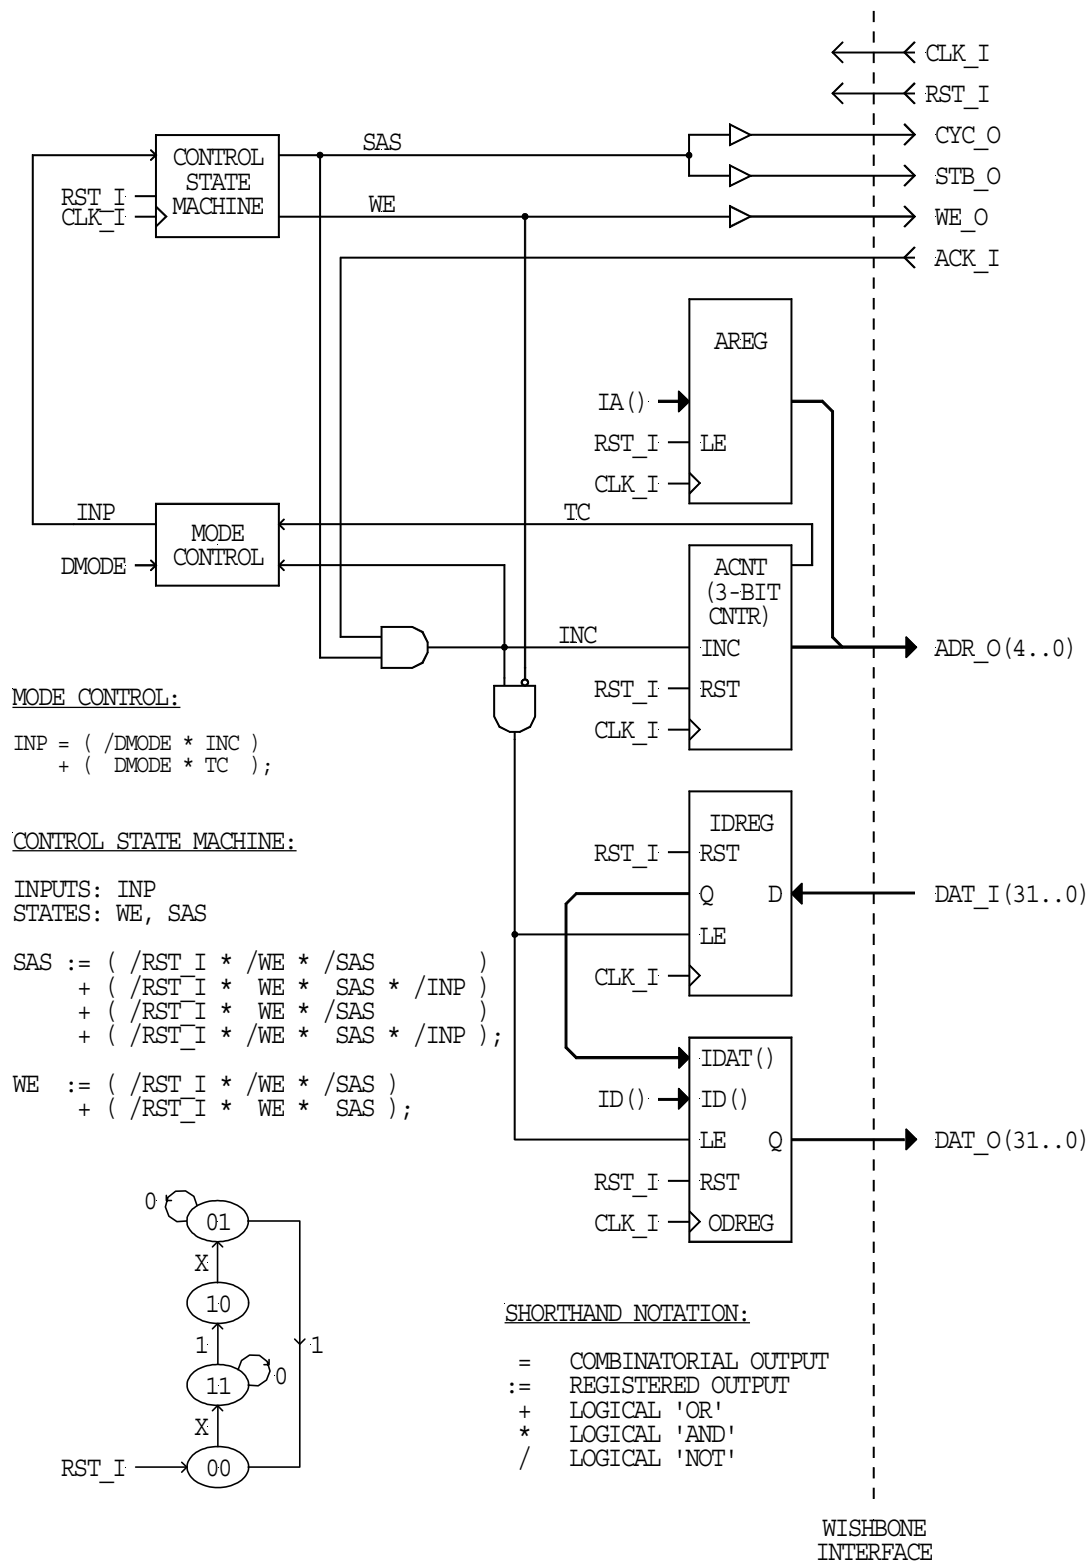 CLK_I
RST_I
CYC_O
STB_O
WE_O
ACK_I
SAS
WE
CONTROL
STATE
MACHINE
RST_I
CLK_I
AREG
IA()
RST_I
LE
CLK_I
INP
TC
MODE
CONTROL
DMODE
ACNT
(3-BIT
CNTR)
INC
INC
ADR_O(4..0)
RST_I
RST
CLK_I
MODE CONTROL:
INP = ( /DMODE * INC )
+ ( DMODE * TC );
IDREG
RST_I
RST
Q
D
DAT_I(31..0)
LE
CLK_I
CONTROL STATE MACHINE:
INPUTS: INP
STATES: WE, SAS
SAS := ( /RST_I * /WE * /SAS )
+ ( /RST_I * WE * SAS * /INP )
+ ( /RST_I * WE * /SAS )
+ ( /RST_I * /WE * SAS * /INP );
WE := ( /RST_I * /WE * /SAS )
+ ( /RST_I * WE * SAS );
IDAT()
ID()
ID()
LE
Q
DAT_O(31..0)
RST_I
RST
CLK_I
ODREG
0
01
X
10
1
1
11
0
X
RST_I
00
SHORTHAND NOTATION:
= COMBINATORIAL OUTPUT
:= REGISTERED OUTPUT
+ LOGICAL 'OR'
* LOGICAL 'AND'
/ LOGICAL 'NOT'
WISHBONE
INTERFACE